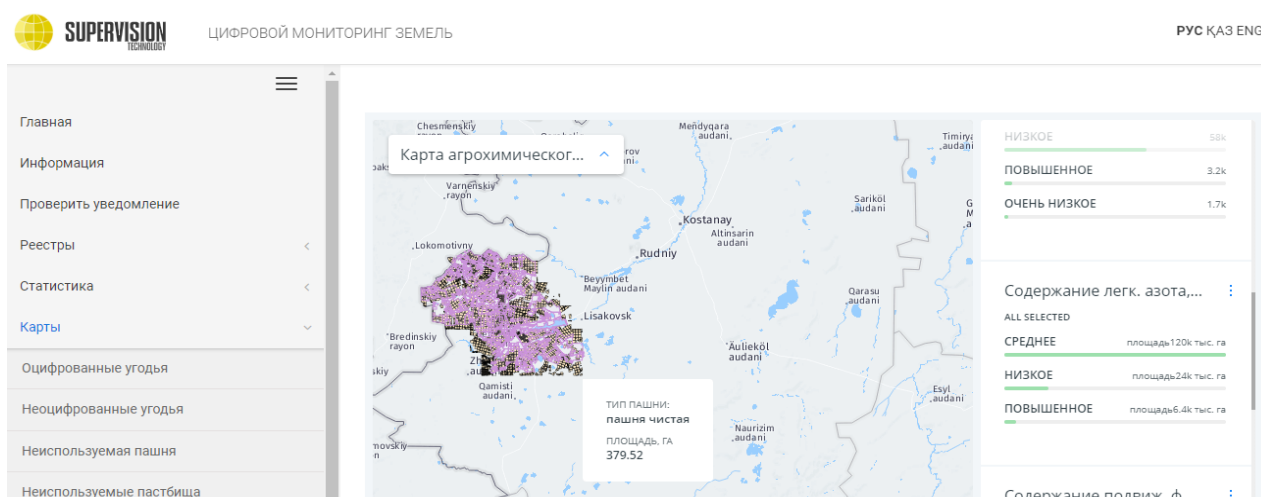 SUPERVISION
TECHNOLOGY
ЦИФРОВОЙ МОНИТОРИНГ ЗЕМЕЛЬ
РУС ҚАЗ ENG
Главная
Информация
Проверить уведомление
Реестры
Статистика
Карты
Оцифрованные угодья
Неоцифрованные угодья
Неиспользуемая пашня
Неиспользуемые пастбища
Карта агрохимическог...
Chesmenskiy
Meñdyqara
audani
Varnenskiy
rayon
Sariköl
audani
Kostanay
Altinsarin
audani
Lokomotivny
Rudniy
Beyymbet
Maylin audani
Qarasu
audani
Lisakovsk
Bredinskiy
rayon
Äulieköl
audani
Qamisti
audani
Esyl
audani
Naurizim
audani
ТИП ПАШНИ:
пашня чистая
ПЛОЩАДЬ, ГА
379.52
НИЗКОЕ 58k
ПОВЫШЕННОЕ 3.2k
ОЧЕНЬ НИЗКОЕ 1.7k
Содержание легк. азота,...
ALL SELECTED
СРЕДНЕЕ площадь120k тыс. га
НИЗКОЕ площадь24k тыс. га
ПОВЫШЕННОЕ площадь6.4k тыс. га
Содержание подвиж. ф...